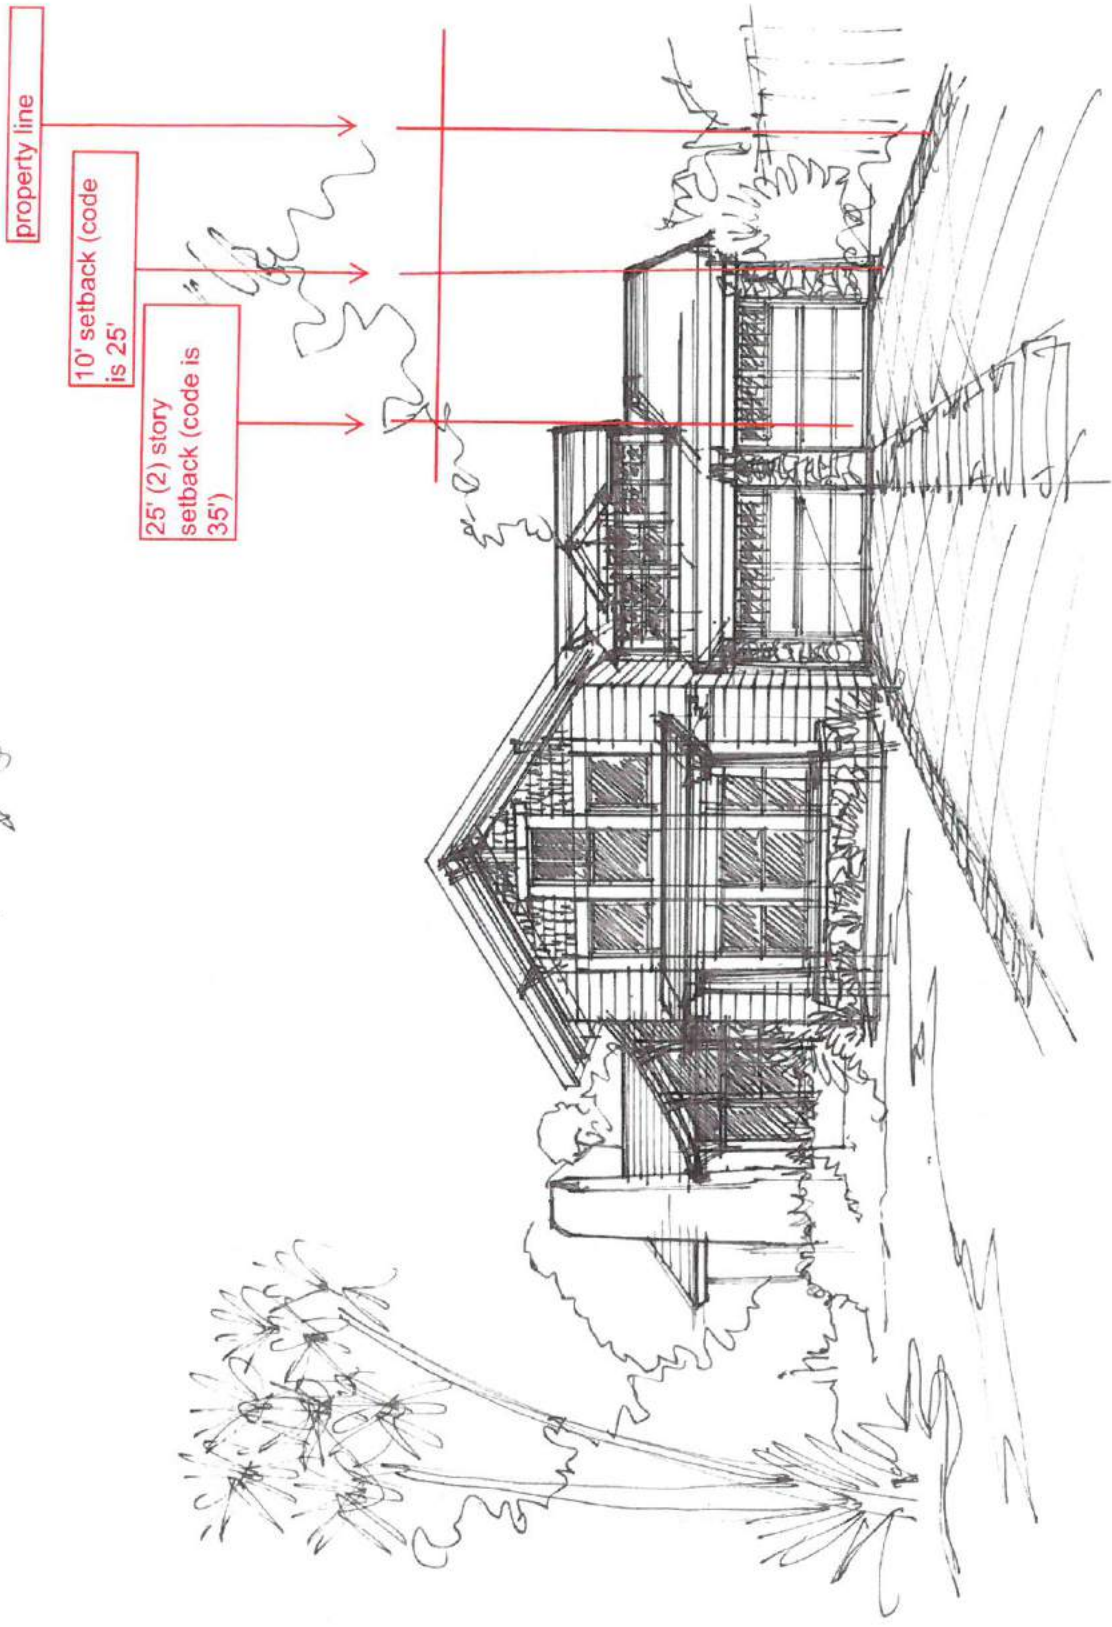 property line
10' setback (code
is 25'
25' (2) story
setback (code is
35')